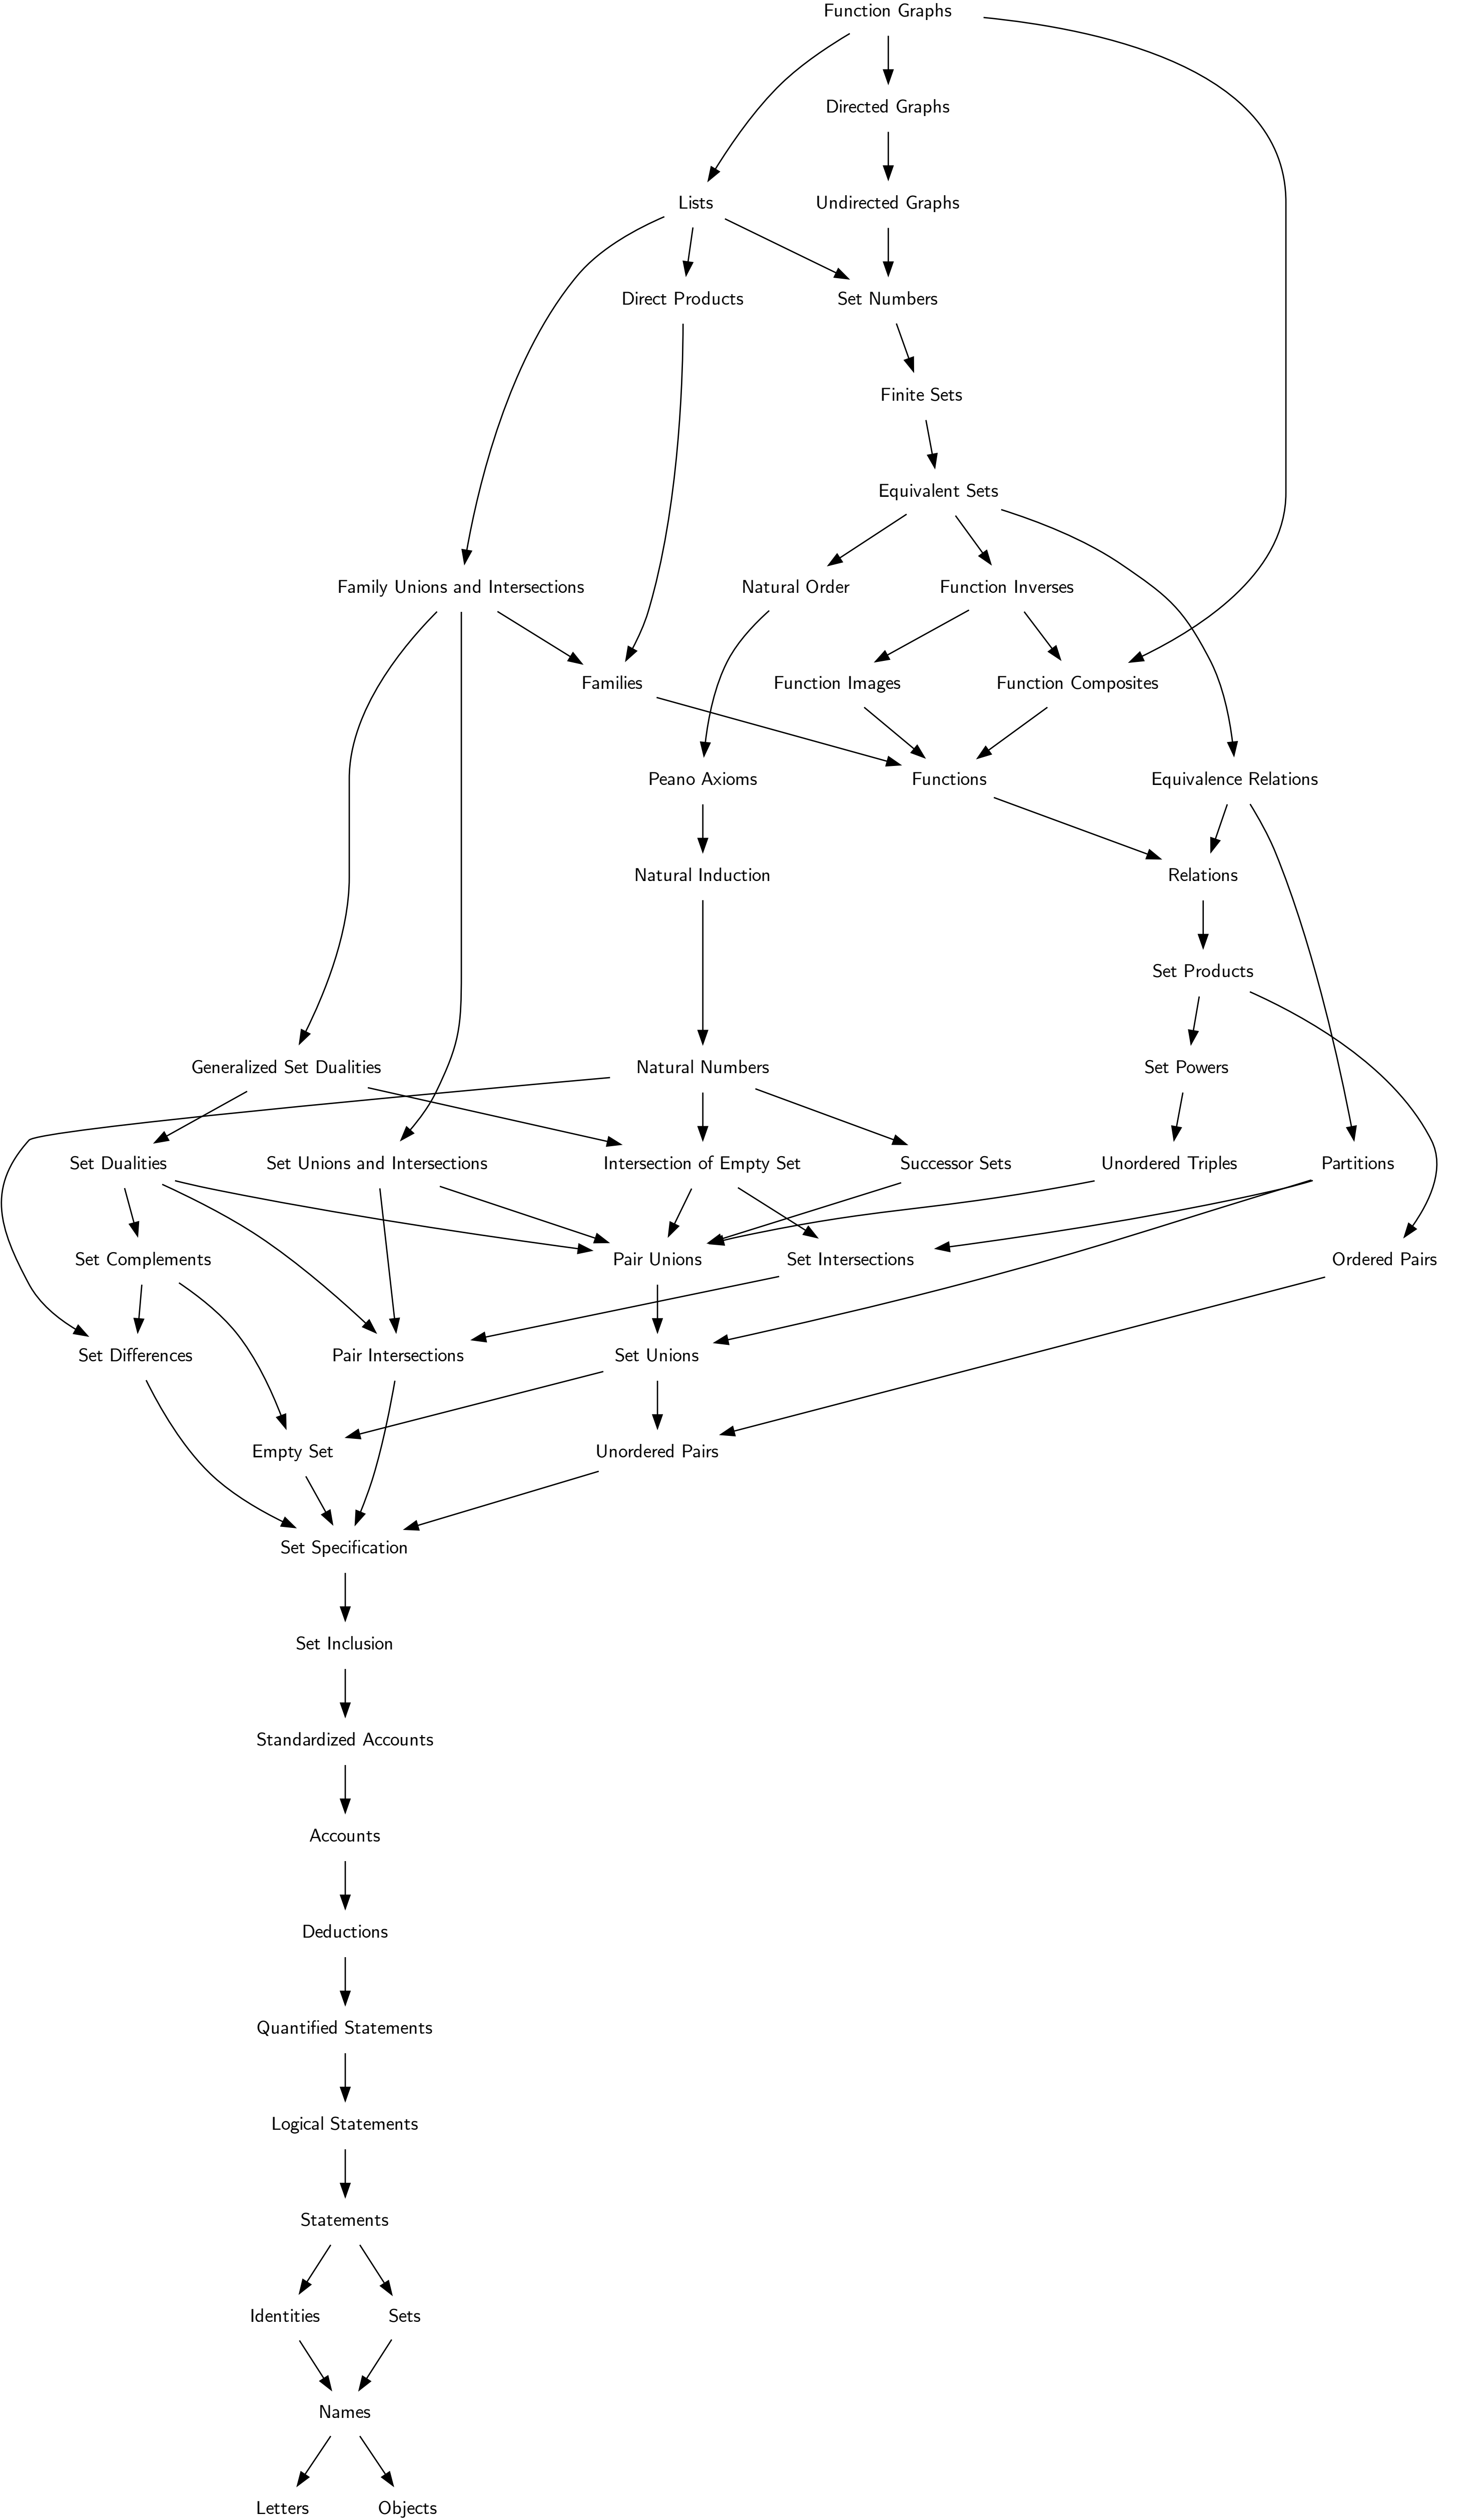 Function Graphs
Directed Graphs
Lists
Undirected Graphs
Direct Products
Set Numbers
Finite Sets
Equivalent Sets
Family Unions and Intersections
Natural Order
Function Inverses
Families
Function Images
Function Composites
Peano Axioms
Functions
Equivalence Relations
Natural Induction
Relations
Set Products
Generalized Set Dualities
Natural Numbers
Set Powers
Set Dualities
Set Unions and Intersections
Intersection of Empty Set
Successor Sets
Unordered Triples
Partitions
Set Complements
Pair Unions
Set Intersections
Ordered Pairs
Set Differences
Pair Intersections
Set Unions
Empty Set
Unordered Pairs
Set Specification
Set Inclusion
Standardized Accounts
Accounts
Deductions
Quantified Statements
Logical Statements
Statements
Identities
Sets
Names
Letters
Objects